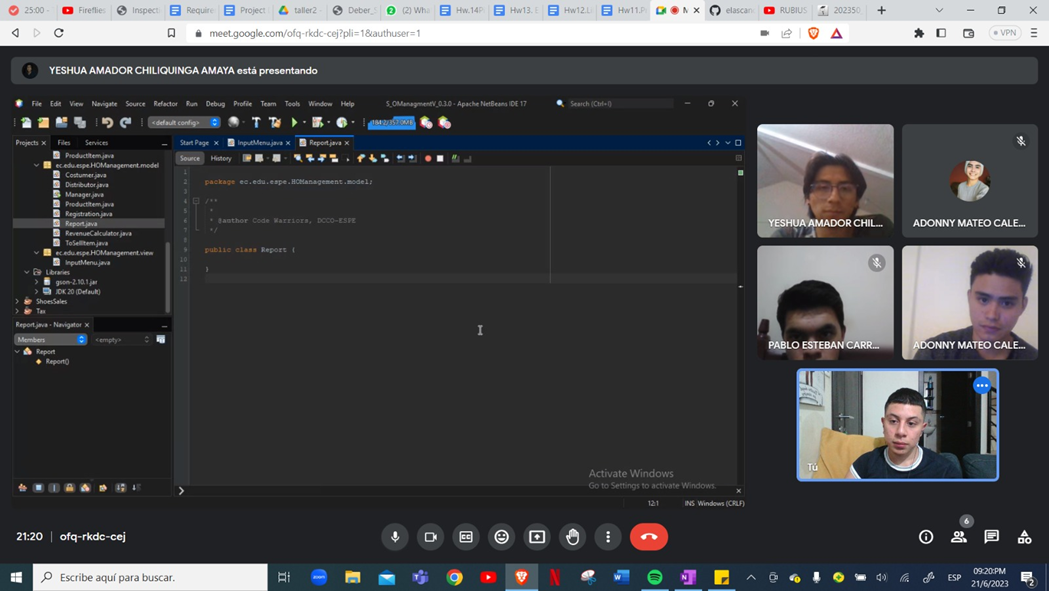 25:00 -
Fireflies
Inspect
Require
Project
taller2 -
Deber_S
(2) (Wha
Hw.14P
Hw13. E
Hw12.U
Hw11.P
elascan
RUBIUS
202350
meet.google.com/ofq-rkdc-cej?pli=1&authuser=1
VPN
YESHUA AMADOR CHILIQUINGA AMAYA está presentando
File Edit View Navigate Source Refactor Run Debug Profile Team Tools Window Help
S_OManagmentV_0.3.0 - Apache NetBeans IDE 17
Search (Ctrl+I)
<default config>
Projects Files Services
Start Page InputMenu.java Report.java
Source History
ProductItem.java
ec.edu.espe.HOManagement.model
Costumer.java
Distributor.java
Manager.java
ProductItem.java
Registration.java
Report.java
RevenueCalculator.java
ToSellItem.java
ec.edu.espe.HOManagement.view
InputMenu.java
Libraries
gson-2.10.1.jar
JDK 20 (Default)
ShoesSales
Tax
Report.java - Navigator
Members <empty>
Report
Report()
1
2 package ec.edu.espe.HOManagement.model;
3
4 /**
5 *
6 * @author Code Warriors, DCCO-ESPE
7 */
8
9 public class Report {
10
11 }
12
Activate Windows
Go to Settings to activate Windows.
12:1 INS Windows (CRLF)
YESHUA AMADOR CHIL...
ADONNY MATEO CALE...
PABLO ESTEBAN CARR...
ADONNY MATEO CALE...
Tú
21:20 ofq-rkdc-cej
6
Escribe aquí para buscar.
zoom
ESP
09:20:PM
21/6/2023
2